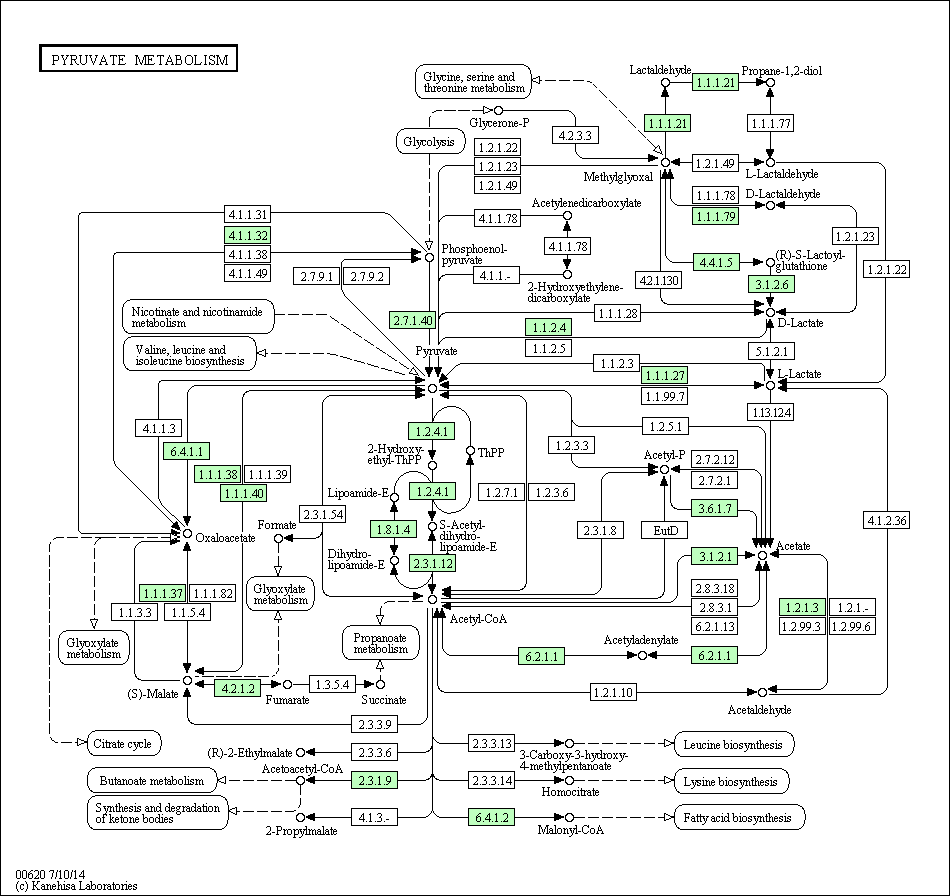 PYRUVATE METABOLISM
Glycine, serine and
threonine metabolism
Lactaldehyde
1.1.1.21
Propane-1,2-diol
Glycerone-P
Glycolysis
4.2.3.3
1.1.1.21
1.1.1.77
1.2.1.22
1.2.1.23
1.2.1.49
Methylglyoxal
1.2.1.49
L-Lactaldehyde
1.1.1.78
1.1.1.79
D-Lactaldehyde
4.1.1.31
4.1.1.32
4.1.1.38
4.1.1.49
Acetylenedicarboxylate
4.1.1.78
4.1.1.78
4.1.1.-
2-Hydroxyethylene-
dicarboxylate
1.2.1.23
1.2.1.22
Phosphoenol-
pyruvate
2.7.9.1
2.7.9.2
4.4.1.5
(R)-S-Lactoyl-
glutathione
4.2.1.130
3.1.2.6
Nicotinate and nicotinamide
metabolism
2.7.1.40
1.1.1.28
1.1.2.4
1.1.2.5
D-Lactate
Valine, leucine and
isoleucine biosynthesis
Pyruvate
5.1.2.1
1.1.2.3
1.1.1.27
1.1.99.7
L-Lactate
1.13.12.4
4.1.1.3
6.4.1.1
1.2.4.1
1.2.5.1
1.2.3.3
2-Hydroxy-
ethyl-ThPP
ThPP
Acetyl-P
2.7.2.12
2.7.2.1
1.1.1.38
1.1.1.39
1.1.1.40
Lipoamide-E
1.2.4.1
1.2.7.1
1.2.3.6
3.6.1.7
2.3.1.54
Formate
Oxaloacetate
1.8.1.4
S-Acetyl-
dihydro-
lipoamide-E
2.3.1.8
EutD
4.1.2.36
Acetate
Dihydro-
lipoamide-E
2.3.1.12
3.1.2.1
1.1.1.37
1.1.1.82
1.1.3.3
1.1.5.4
Glyoxylate
metabolism
Acetyl-CoA
2.8.3.18
2.8.3.1
6.2.1.13
1.2.1.3
1.2.1.-
1.2.99.3
1.2.99.6
Glyoxylate
metabolism
Propanoate
metabolism
Acetyladenylate
6.2.1.1
6.2.1.1
(S)-Malate
4.2.1.2
Fumarate
1.3.5.4
Succinate
1.2.1.10
Acetaldehyde
2.3.3.9
Citrate cycle
(R)-2-Ethylmalate
2.3.3.6
2.3.3.13
3-Carboxy-3-hydroxy-
4-methylpentanoate
Leucine biosynthesis
Butanoate metabolism
Acetoacetyl-CoA
2.3.1.9
2.3.3.14
Homocitrate
Lysine biosynthesis
Synthesis and degradation
of ketone bodies
2-Propylmalate
4.1.3.-
6.4.1.2
Malonyl-CoA
Fatty acid biosynthesis
00620 7/10/14
(c) Kanehisa Laboratories